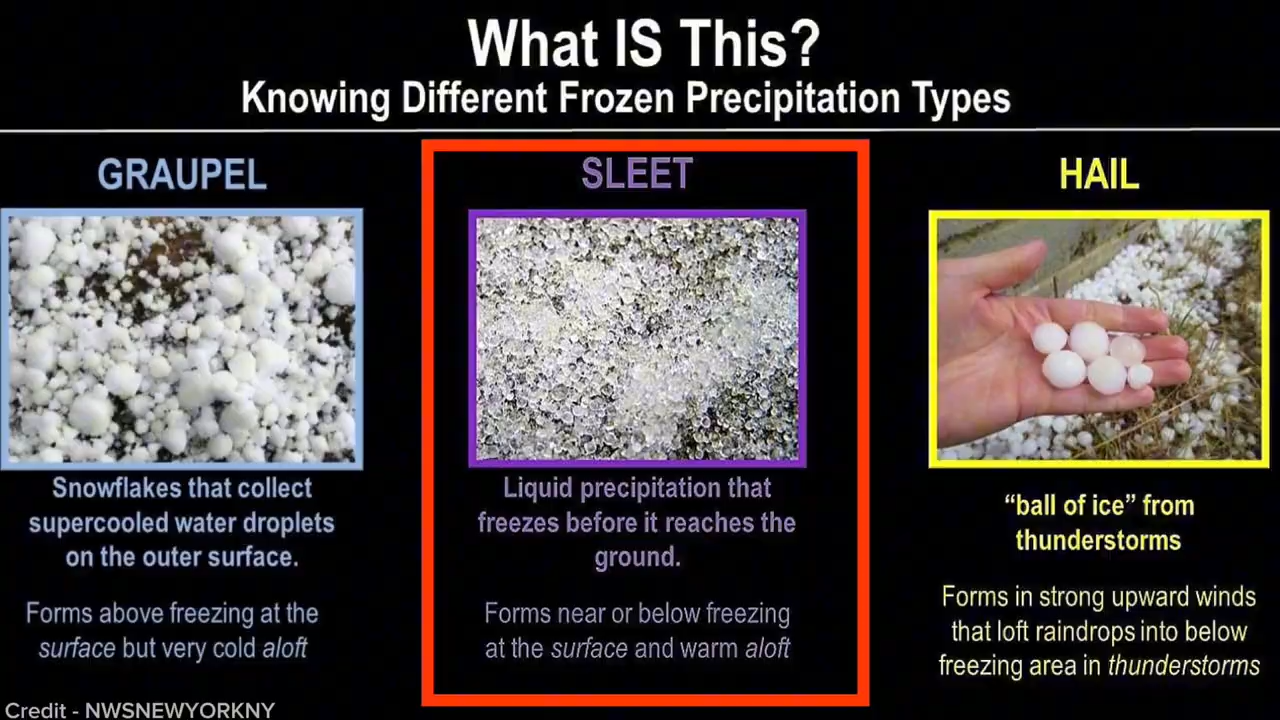 What IS This?
Knowing Different Frozen Precipitation Types
GRAUPEL
Snowflakes that collect
supercooled water droplets
on the outer surface.
Forms above freezing at the
surface but very cold aloft
SLEET
Liquid precipitation that
freezes before it reaches the
ground.
Forms near or below freezing
at the surface and warm aloft
HAIL
“ball of ice” from
thunderstorms
Forms in strong upward winds
that loft raindrops into below
freezing area in thunderstorms
Credit - NWSNEWYORKNY